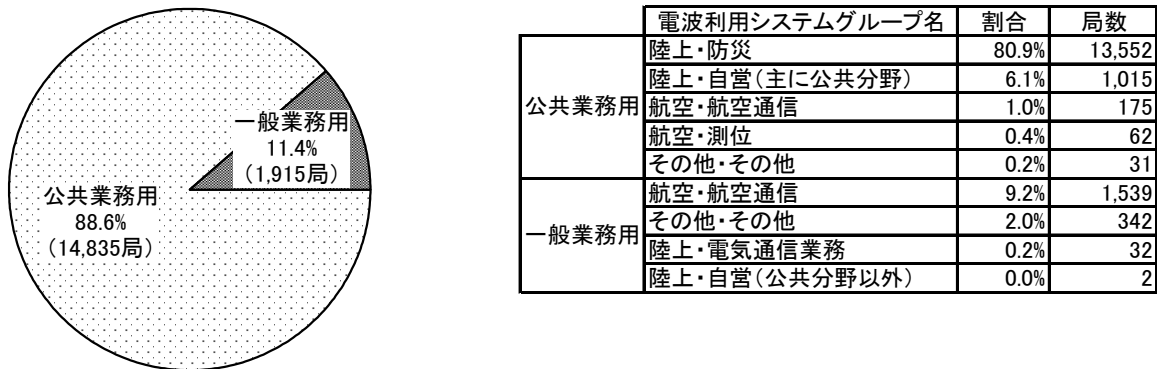 一般業務用
11.4%
（1,915局）
公共業務用
88.6%
（14,835局）
電波利用システムグループ名 割合 局数
公共業務用
陸上・防災 80.9% 13,552
陸上・自営（主に公共分野） 6.1% 1,015
航空・航空通信 1.0% 175
航空・測位 0.4% 62
その他・その他 0.2% 31
一般業務用
航空・航空通信 9.2% 1,539
その他・その他 2.0% 342
陸上・電気通信業務 0.2% 32
陸上・自営（公共分野以外） 0.0% 2